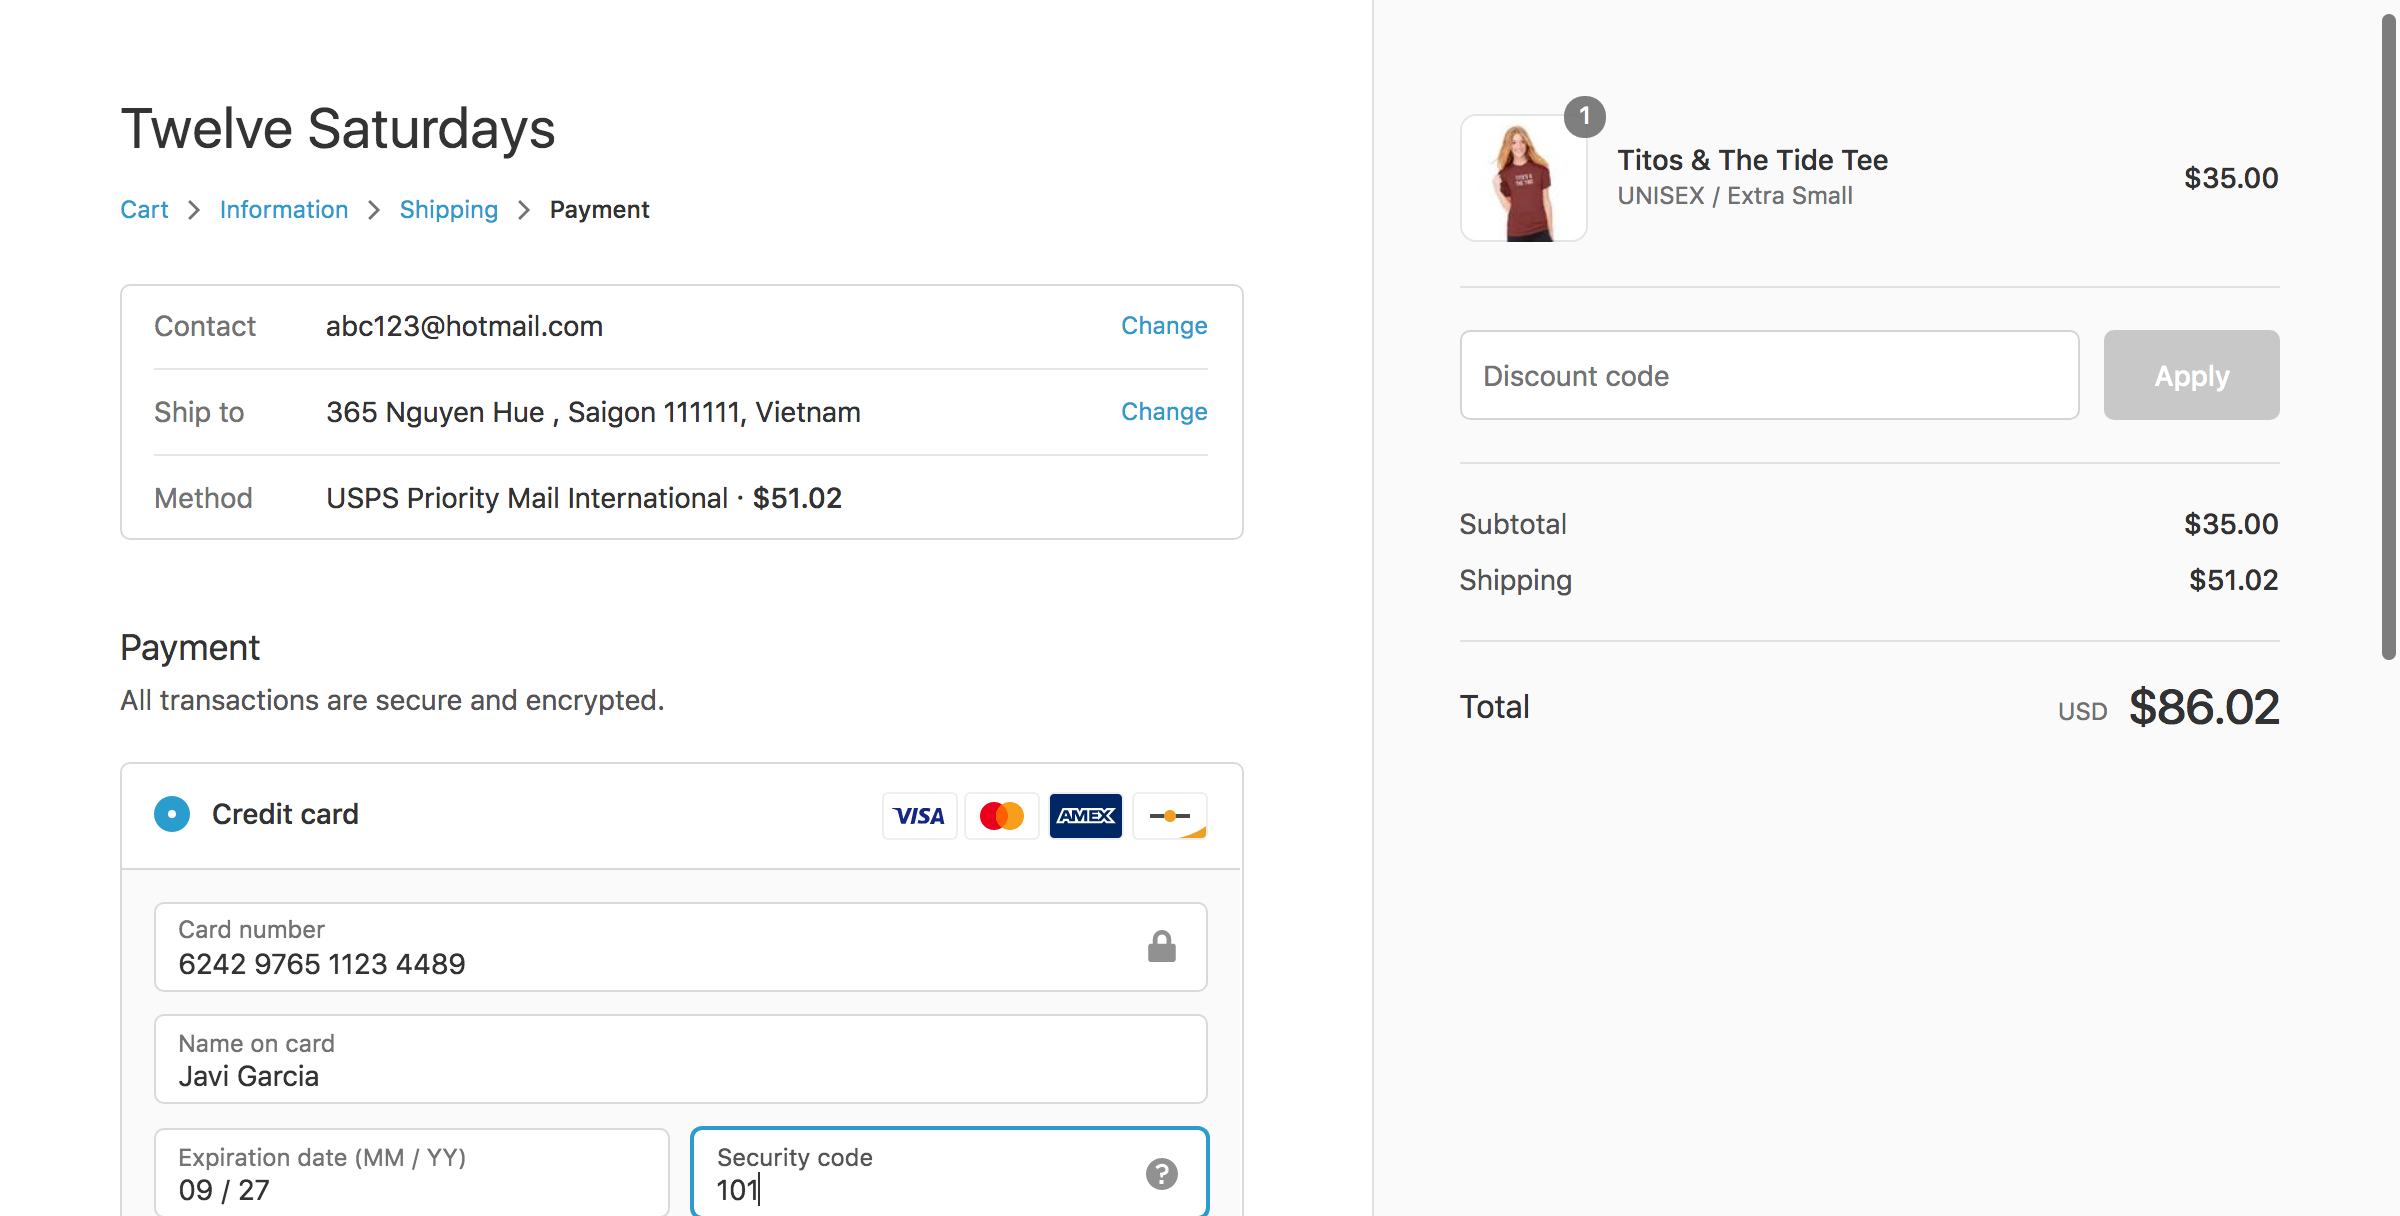 Twelve Saturdays
Cart > Information > Shipping > Payment
Contact abc123@hotmail.com Change
Ship to 365 Nguyen Hue , Saigon 111111, Vietnam Change
Method USPS Priority Mail International · $51.02
Payment
All transactions are secure and encrypted.
Credit card VISA AMEX
Card number
6242 9765 1123 4489
Name on card
Javi Garcia
Expiration date (MM / YY)
09 / 27
Security code
101
?
1
Titos & The Tide Tee
UNISEX / Extra Small
$35.00
Discount code Apply
Subtotal $35.00
Shipping $51.02
Total USD $86.02